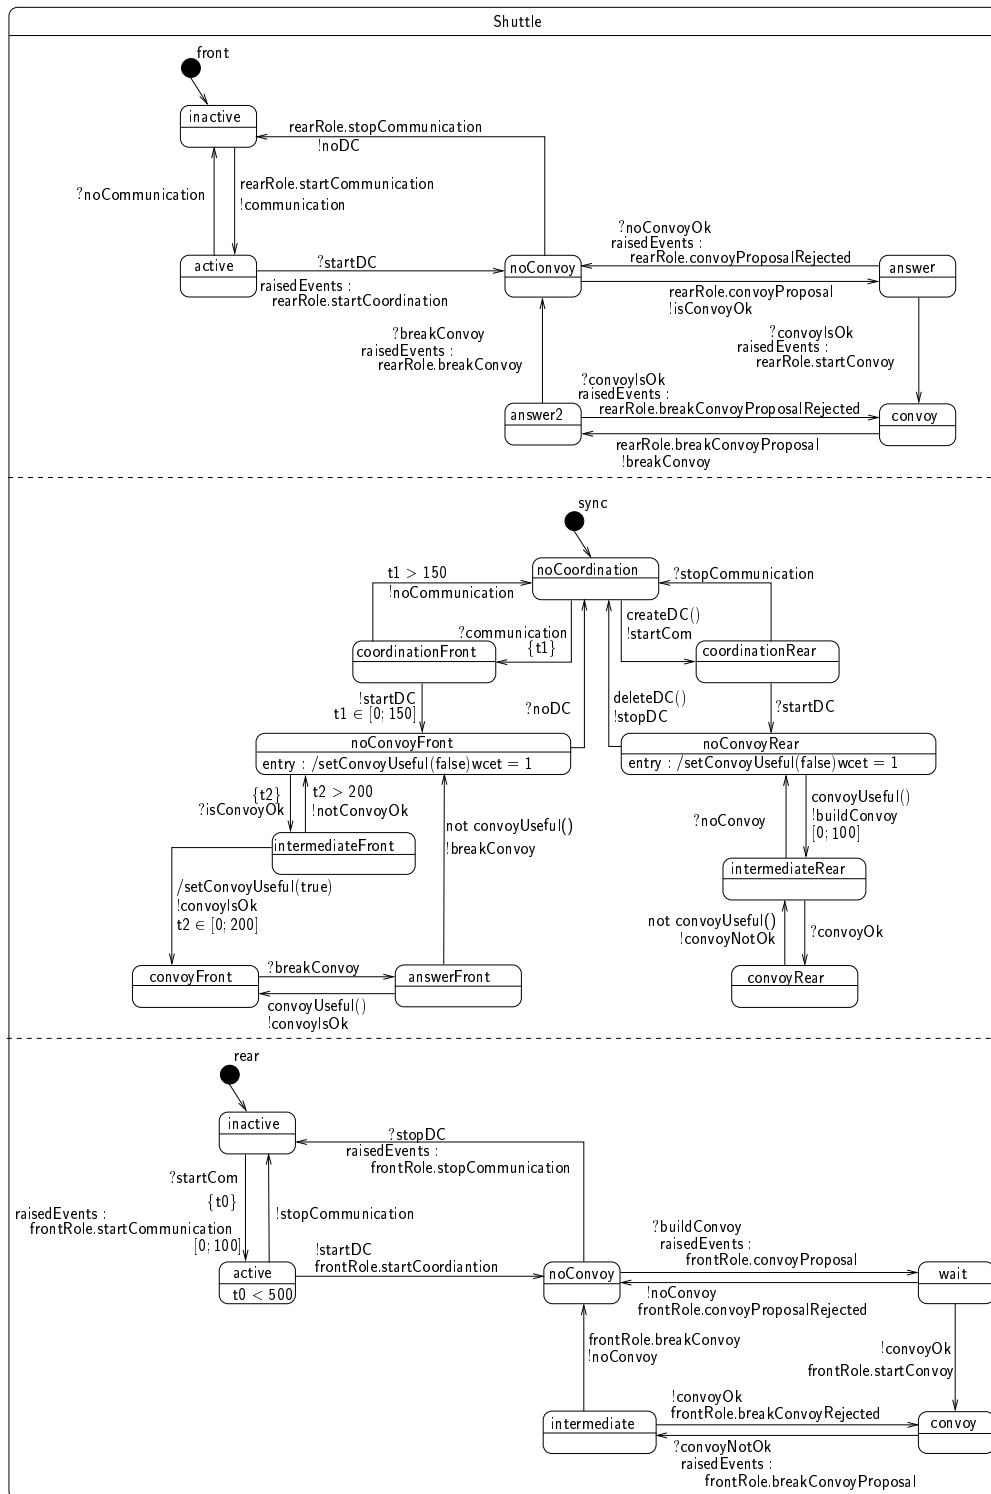 Shuttle
front
inactive
rearRole.stopCommunication
!noDC
?noCommunication
rearRole.startCommunication
!communication
active
?startDC
raisedEvents :
rearRole.startCoordination
noConvoy
?noConvoyOk
raisedEvents :
rearRole.convoyProposalRejected
answer
rearRole.convoyProposal
!isConvoyOk
?breakConvoy
raisedEvents :
rearRole.breakConvoy
?convoyIsOk
raisedEvents :
rearRole.startConvoy
?convoyIsOk
raisedEvents :
rearRole.breakConvoyProposalRejected
answer2
convoy
rearRole.breakConvoyProposal
!breakConvoy
sync
noCoordination
t1 > 150
!noCommunication
?stopCommunication
?communication
{t1}
createDC()
!startCom
coordinationFront
coordinationRear
!startDC
t1 ∈ [0; 150]
?noDC
deleteDC()
!stopDC
?startDC
noConvoyFront
entry : /setConvoyUseful(false)wcet = 1
noConvoyRear
entry : /setConvoyUseful(false)wcet = 1
{t2}
?isConvoyOk
t2 > 200
!notConvoyOk
not convoyUseful()
!breakConvoy
?noConvoy
convoyUseful()
!buildConvoy
[0; 100]
intermediateFront
intermediateRear
/setConvoyUseful(true)
!convoyIsOk
t2 ∈ [0; 200]
not convoyUseful()
!convoyNotOk
?convoyOk
convoyFront
?breakConvoy
answerFront
convoyUseful()
!convoyIsOk
convoyRear
rear
inactive
?stopDC
raisedEvents :
frontRole.stopCommunication
?startCom
{t0}
raisedEvents :
frontRole.startCommunication
[0; 100]
!stopCommunication
active
t0 < 500
!startDC
frontRole.startCoordiantion
noConvoy
?buildConvoy
raisedEvents :
frontRole.convoyProposal
wait
!noConvoy
frontRole.convoyProposalRejected
frontRole.breakConvoy
!noConvoy
!convoyOk
frontRole.startConvoy
!convoyOk
frontRole.breakConvoyRejected
intermediate
convoy
?convoyNotOk
raisedEvents :
frontRole.breakConvoyProposal